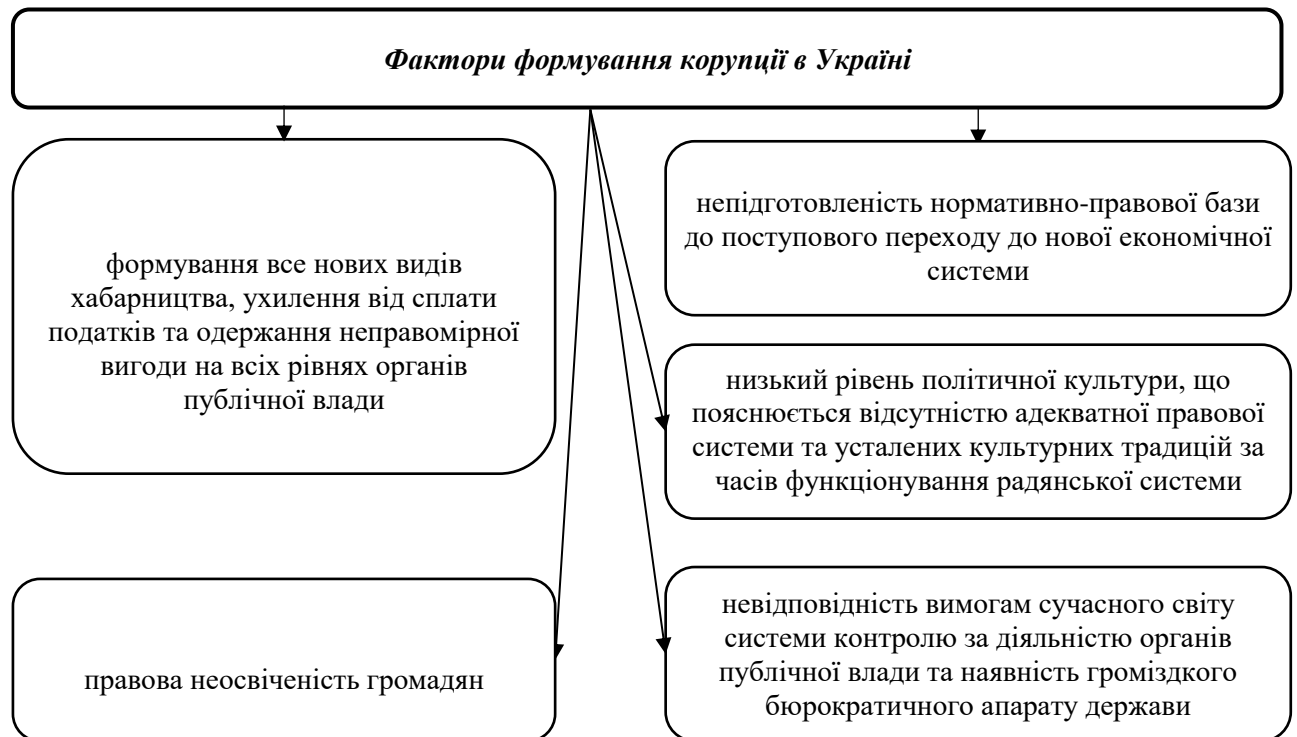 Фактори формування корупції в Україні
формування все нових видів
хабарництва, ухилення від сплати
податків та одержання неправомірної
вигоди на всіх рівнях органів
публічної влади
непідготовленість нормативно-правової бази
до поступового переходу до нової економічної
системи
низький рівень політичної культури, що
пояснюється відсутністю адекватної правової
системи та усталених культурних традицій за
часів функціонування радянської системи
правова неосвіченість громадян
невідповідність вимогам сучасного світу
системи контролю за діяльністю органів
публічної влади та наявність громіздкого
бюрократичного апарату держави